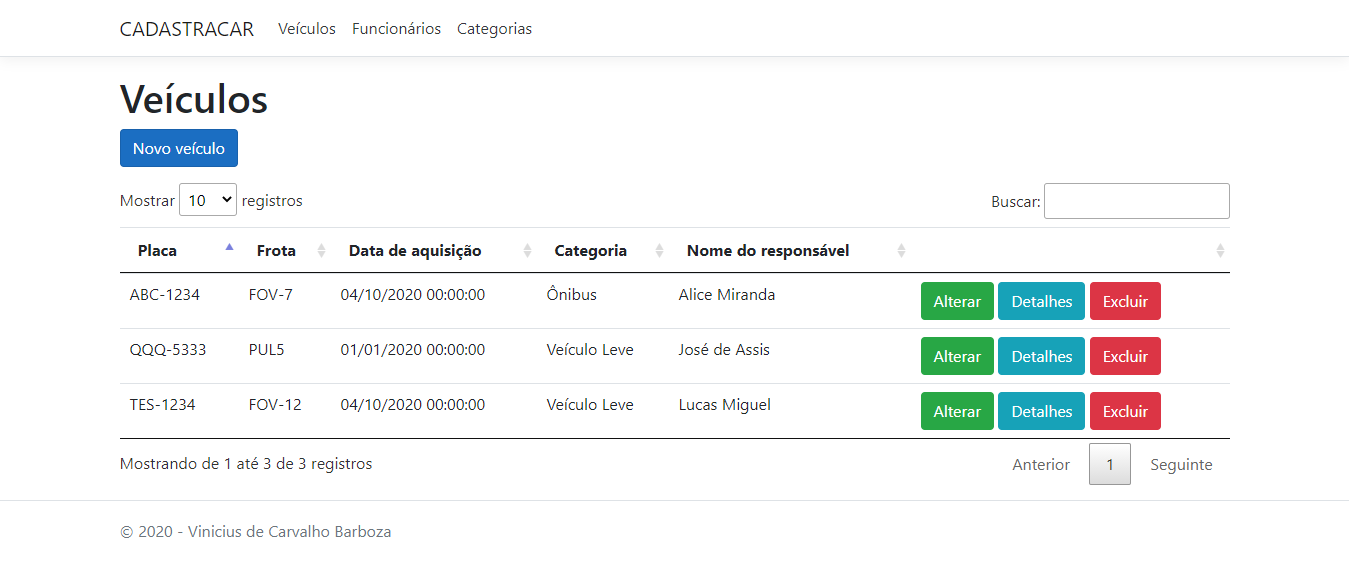 CADASTRACAR Veículos Funcionários Categorias
Veículos
Novo veículo
Mostrar 10 registros Buscar:
Placa Frota Data de aquisição Categoria Nome do responsável
ABC-1234 FOV-7 04/10/2020 00:00:00 Ônibus Alice Miranda Alterar Detalhes Excluir
QQQ-5333 PUL5 01/01/2020 00:00:00 Veículo Leve José de Assis Alterar Detalhes Excluir
TES-1234 FOV-12 04/10/2020 00:00:00 Veículo Leve Lucas Miguel Alterar Detalhes Excluir
Mostrando de 1 até 3 de 3 registros Anterior 1 Seguinte
© 2020 - Vinicius de Carvalho Barboza